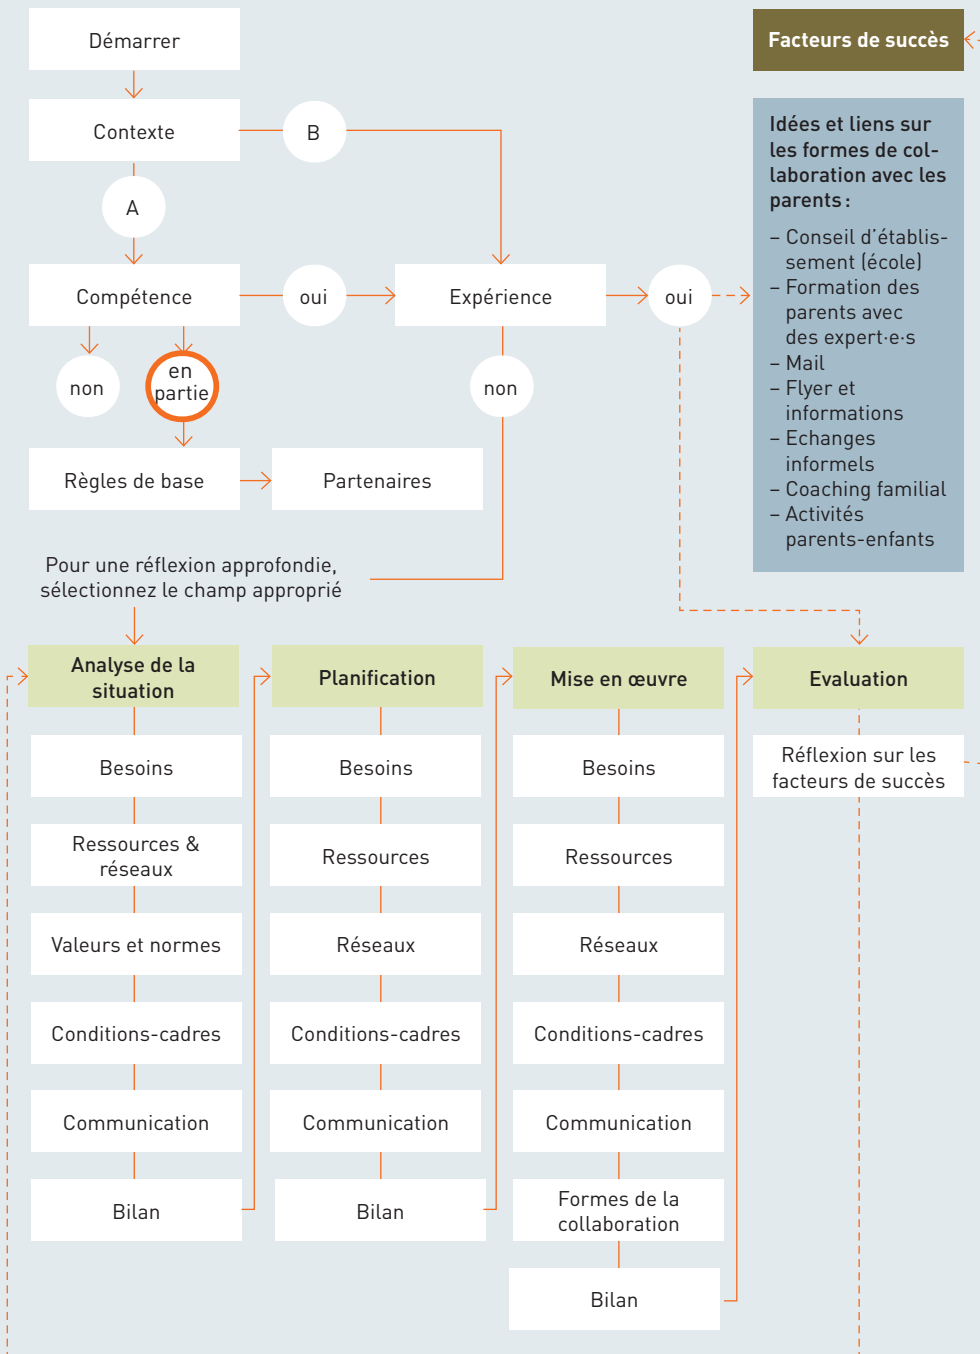 Démarrer
Contexte
B
A
Compétence
oui
Expérience
oui
non
en
partie
non
Règles de base
Partenaires
Facteurs de succès
Idées et liens sur
les formes de col-
laboration avec les
parents :
– Conseil d’établis-
sement (école)
– Formation des
parents avec
des expert·e·s
– Mail
– Flyer et
informations
– Echanges
informels
– Coaching familial
– Activités
parents-enfants
Pour une réflexion approfondie,
sélectionnez le champ approprié
Analyse de la
situation
Besoins
Ressources &
réseaux
Valeurs et normes
Conditions-cadres
Communication
Bilan
Planification
Besoins
Ressources
Réseaux
Conditions-cadres
Communication
Bilan
Mise en œuvre
Besoins
Ressources
Réseaux
Conditions-cadres
Communication
Formes de la
collaboration
Bilan
Evaluation
Réflexion sur les
facteurs de succès